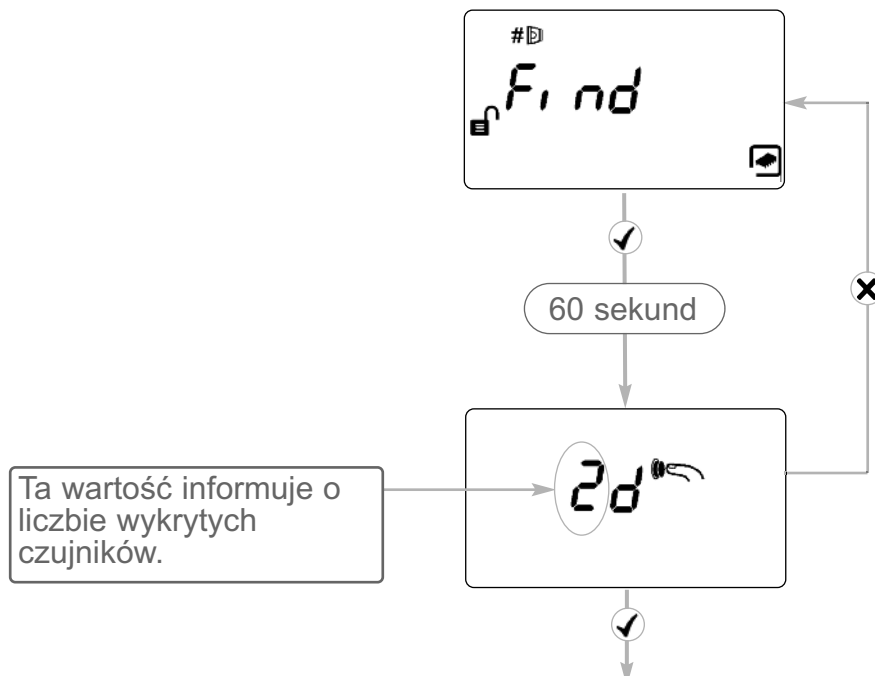 #
Find
60 sekund
2d
Ta wartość informuje o
liczbie wykrytych
czujników.